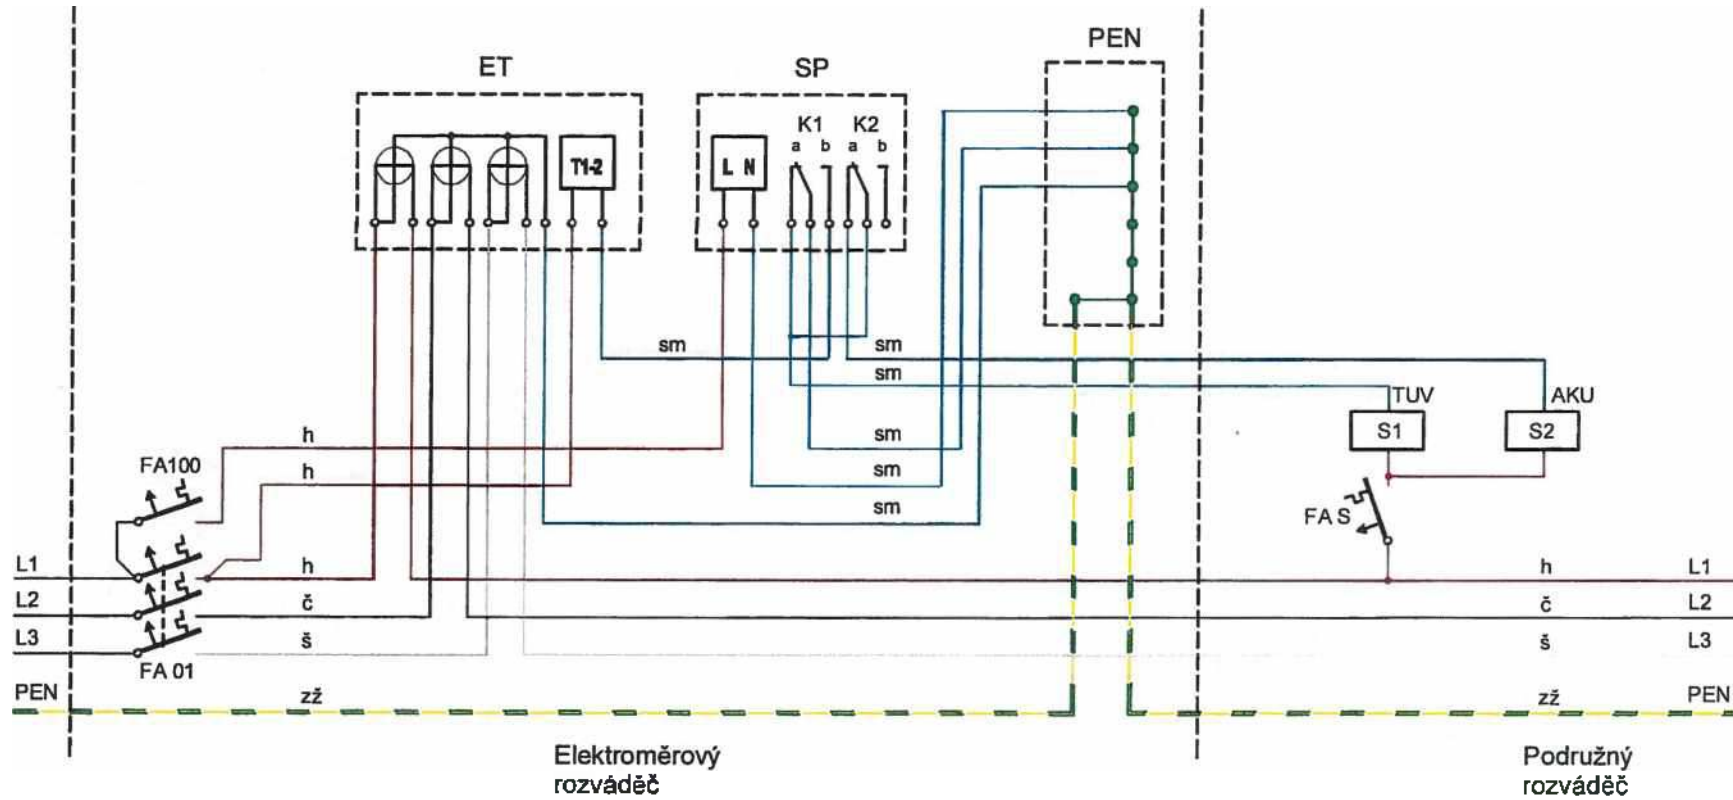 PEN
ET
SP
K1 K2
a b a b
T1-2
L N
sm
sm
sm
TUV
AKU
S1
S2
h
sm
FA100
h
sm
sm
FA S
L1
h
h
L1
L2
č
č
L2
L3
š
š
L3
FA 01
PEN
zž
zž
PEN
Elektroměrový
rozváděč
Podružný
rozváděč